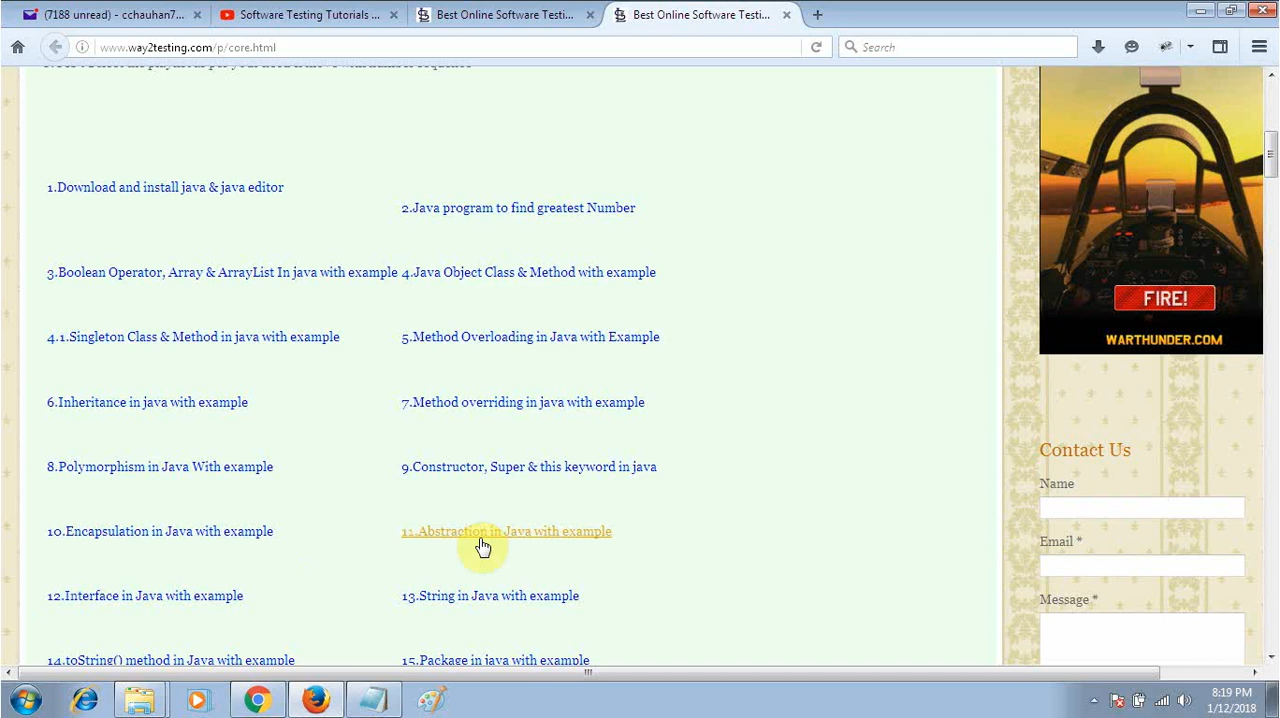 (7188 unread) - cchauhan7...
Software Testing Tutorials ...
Best Online Software Testi...
Best Online Software Testi...
www.way2testing.com/p/core.html
Search
1.Download and install java & java editor
2.Java program to find greatest Number
3.Boolean Operator, Array & ArrayList In java with example
4.Java Object Class & Method with example
4.1.Singleton Class & Method in java with example
5.Method Overloading in Java with Example
6.Inheritance in java with example
7.Method overriding in java with example
8.Polymorphism in Java With example
9.Constructor, Super & this keyword in java
10.Encapsulation in Java with example
11.Abstraction in Java with example
12.Interface in Java with example
13.String in Java with example
14.toString() method in Java with example
15.Package in java with example
FIRE!
WARTHUNDER.COM
Contact Us
Name
Email *
Message *
8:19 PM
1/12/2018